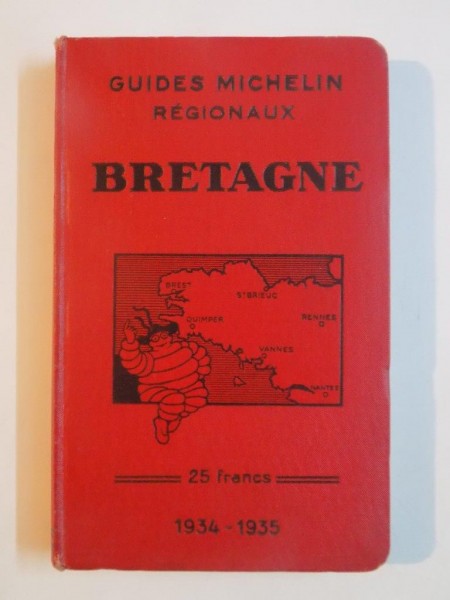 GUIDES MICHELIN
RÉGIONAUX
BRETAGNE
BREST
ST BRIEUC
QUIMPER
RENNES
VANNES
NANTES
25 francs
1934-1935